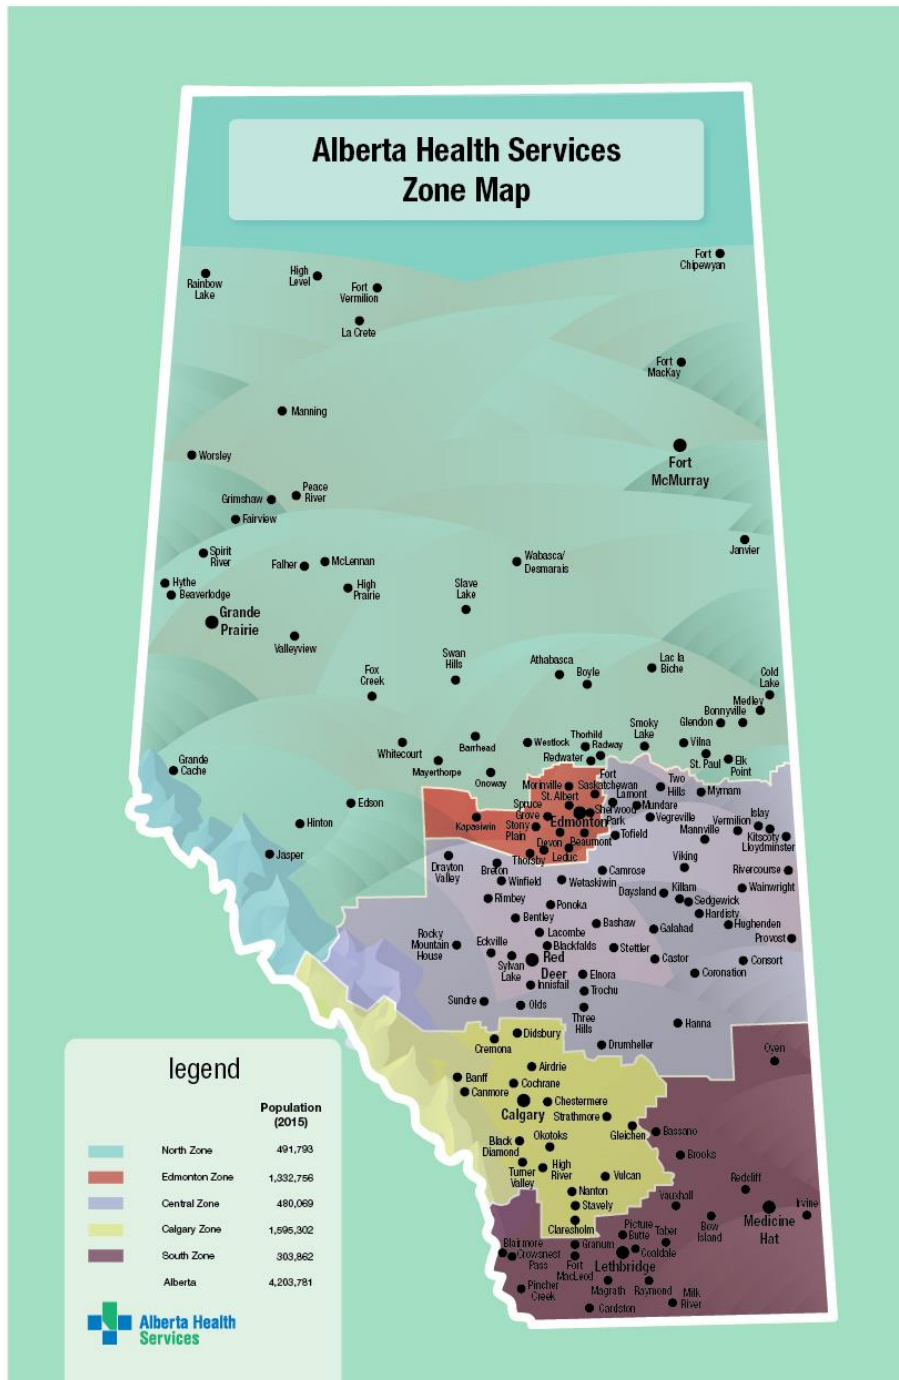 Alberta Health Services
Zone Map
Fort
Chipewyan
Rainbow
Lake
High
Level
Fort
Vermilion
La Crete
Fort
MacKay
Manning
Worsley
Fort
McMurray
Peace
River
Grimshaw
Fairview
Janvier
Spirit
River
Falher
McLennan
Wabasca/
Desmarais
Hythe
Beaverlodge
High
Prairie
Slave
Lake
Grande
Prairie
Valleyview
Fox
Creek
Swan
Hills
Athabasca
Boyle
Lac la
Biche
Cold
Lake
Medley
Bonnyville
Glendon
Smoky
Lake
Vilna
St. Paul
Elk
Point
Whitecourt
Barrhead
Westlock
Thorhild
Radway
Redwater
Mayerthorpe
Onoway
Grande
Cache
Edson
Hinton
Jasper
Morinville
St. Albert
Fort
Saskatchewan
Spruce
Grove
Edmonton
Sherwood
Park
Kapasiwin
Stony
Plain
Devon
Beaumont
Thorsby
Leduc
Lamont
Two
Hills
Myrnam
Mundare
Vegreville
Tofield
Mannville
Vermilion
Islay
Kitscoty
Lloydminster
Drayton
Valley
Breton
Winfield
Wetaskiwin
Camrose
Viking
Rivercourse
Daysland
Killam
Sedgewick
Wainwright
Rimbey
Ponoka
Hardisty
Bentley
Bashaw
Galahad
Hughenden
Rocky
Mountain
House
Eckville
Lacombe
Blackfalds
Stettler
Provost
Sylvan
Lake
Red
Deer
Castor
Consort
Coronation
Elnora
Innisfail
Trochu
Sundre
Olds
Three
Hills
Hanna
Didsbury
Cremona
Drumheller
Oyen
Airdrie
Banff
Cochrane
Canmore
Calgary
Chestermere
Strathmore
Gleichen
Bassano
Black
Diamond
Okotoks
Brooks
Turner
Valley
High
River
Vulcan
Redcliff
Nanton
Vauxhall
Stavely
Bow
Island
Medicine
Hat
Irvine
Claresholm
Picture
Butte
Taber
Blairmore
Crowsnest
Pass
Granum
Coaldale
Fort
MacLeod
Lethbridge
Pincher
Creek
Magrath
Raymond
Milk
River
Cardston
legend
Population
(2015)
North Zone 491,793
Edmonton Zone 1,332,756
Central Zone 480,069
Calgary Zone 1,595,302
South Zone 303,862
Alberta 4,203,781
Alberta Health
Services